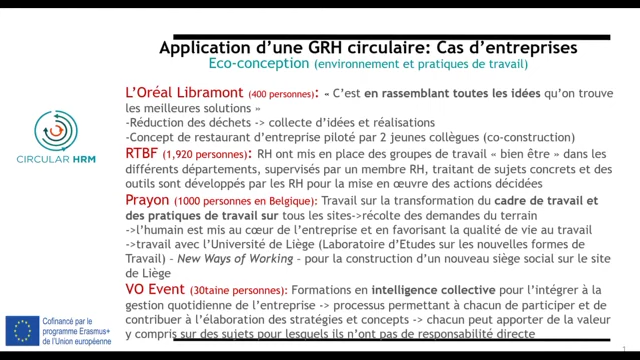 Application d’une GRH circulaire: Cas d’entreprises
Eco-conception (environnement et pratiques de travail)
L’Oréal Libramont (400 personnes): « C’est en rassemblant toutes les idées qu’on trouve
les meilleures solutions »
-Réduction des déchets -> collecte d’idées et réalisations
-Concept de restaurant d’entreprise piloté par 2 jeunes collègues (co-construction)
RTBF (1,920 personnes): RH ont mis en place des groupes de travail « bien être » dans les
différents départements, supervisés par un membre RH, traitant de sujets concrets et des
outils sont développés par les RH pour la mise en œuvre des actions décidées
Prayon (1000 personnes en Belgique): Travail sur la transformation du cadre de travail et
des pratiques de travail sur tous les sites->récolte des demandes du terrain
->l’humain est mis au cœur de l’entreprise et en favorisant la qualité de vie au travail
->travail avec l’Université de Liège (Laboratoire d’Etudes sur les nouvelles formes de
Travail) – New Ways of Working – pour la construction d’un nouveau siège social sur le site
de Liège
VO Event (30taine personnes): Formations en intelligence collective pour l’intégrer à la
gestion quotidienne de l’entreprise -> processus permettant à chacun de participer et de
contribuer à l’élaboration des stratégies et concepts -> chacun peut apporter de la valeur
y compris sur des sujets pour lesquels ils n’ont pas de responsabilité directe
CIRCULAR HRM
Cofinancé par le
programme Erasmus+
de l’Union européenne
1